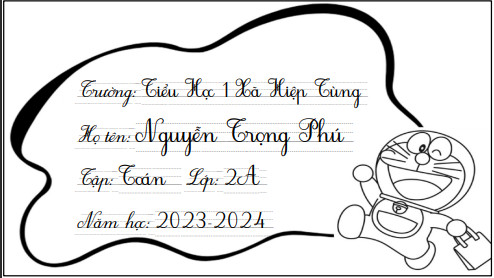 Trường: Tiểu Học 1 Xã Hiệp Tùng
Họ tên: Nguyễn Trọng Phú
Tập: Toán Lớp: 2A
Năm học: 2023-2024